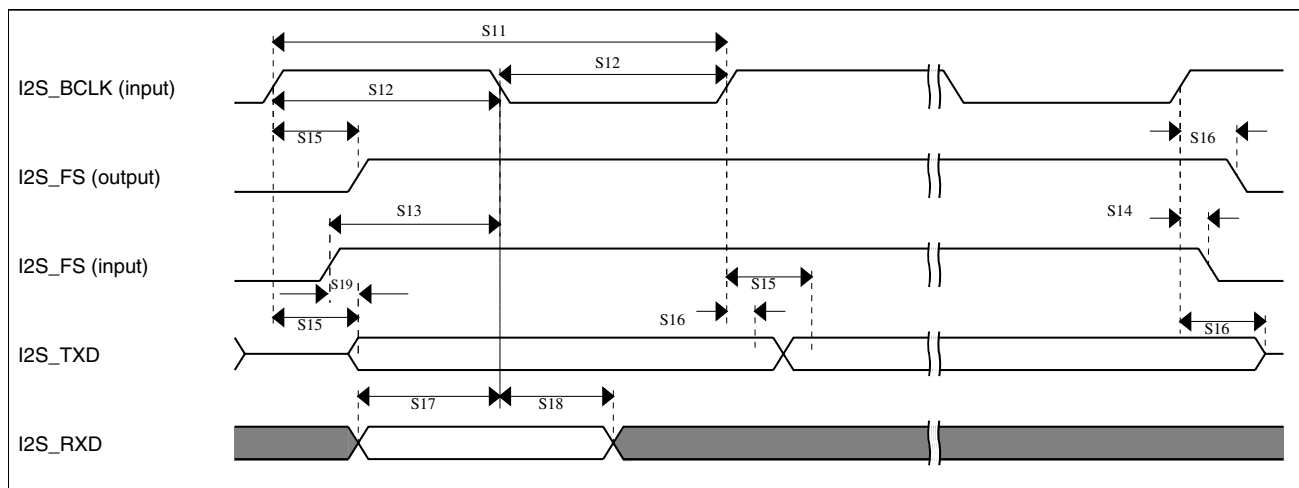 S11
I2S_BCLK (input)
S12
S12
S15
S16
I2S_FS (output)
S13
S14
I2S_FS (input)
S19
S15
S15
S16
S16
I2S_TXD
S17
S18
I2S_RXD